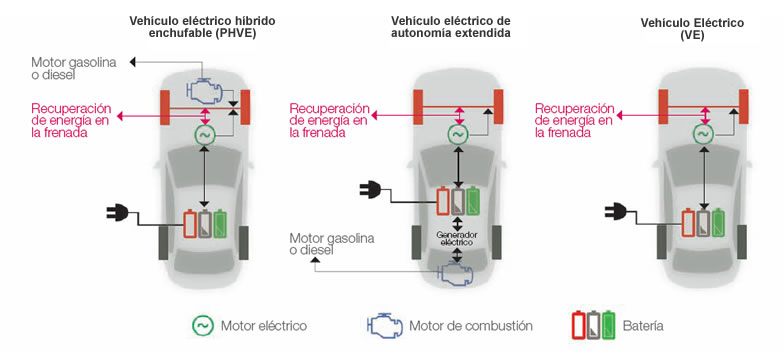 Vehículo eléctrico híbrido
enchufable (PHVE)
Motor gasolina
o diesel
Recuperación
de energía en
la frenada
Vehículo eléctrico de
autonomía extendida
Recuperación
de energía en
la frenada
Generador
eléctrico
Motor gasolina
o diesel
Vehículo Eléctrico
(VE)
Recuperación
de energía en
la frenada
Motor eléctrico
Motor de combustión
Batería